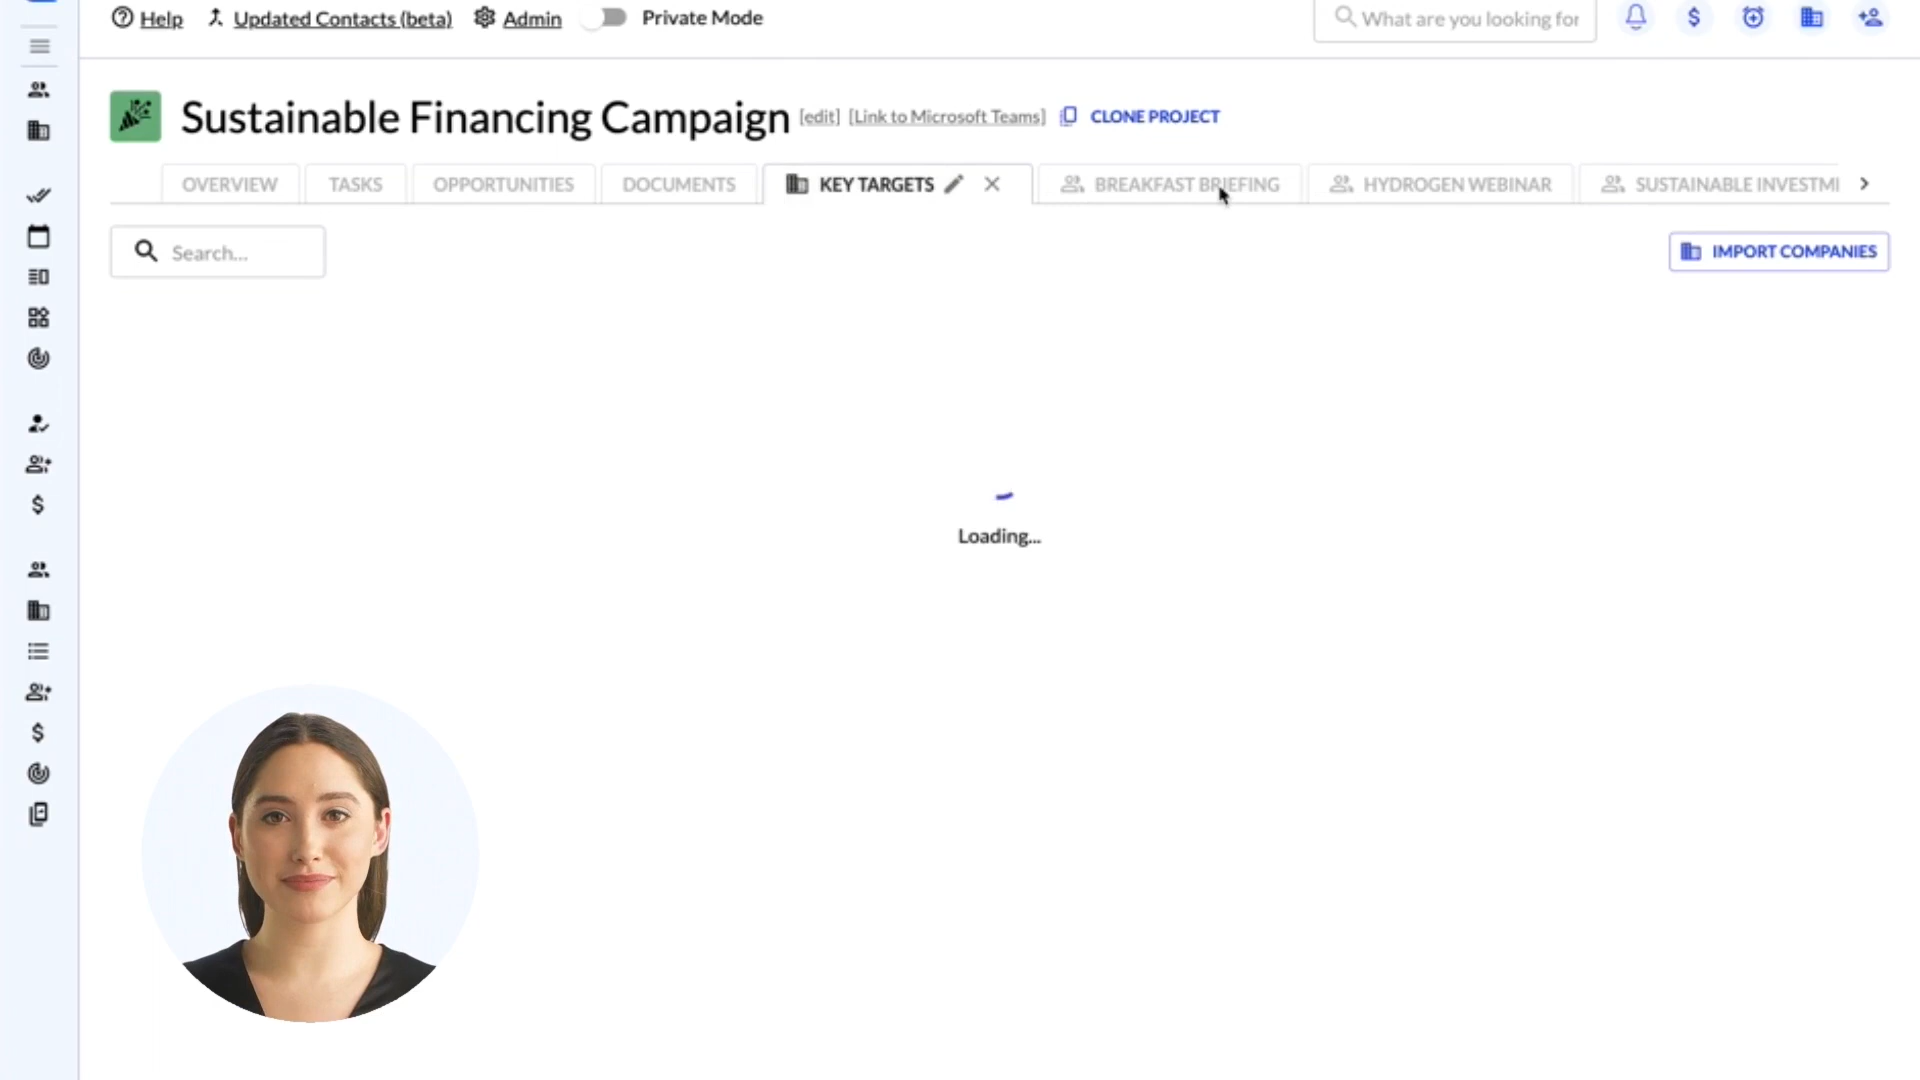 Help Updated Contacts (beta) Admin Private Mode What are you looking for
Sustainable Financing Campaign [edit] [Link to Microsoft Teams] CLONE PROJECT
OVERVIEW TASKS OPPORTUNITIES DOCUMENTS KEY TARGETS BREAKFAST BRIEFING HYDROGEN WEBINAR SUSTAINABLE INVESTMI
Search... IMPORT COMPANIES
Loading...